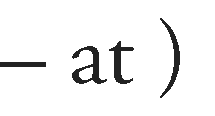 – at )